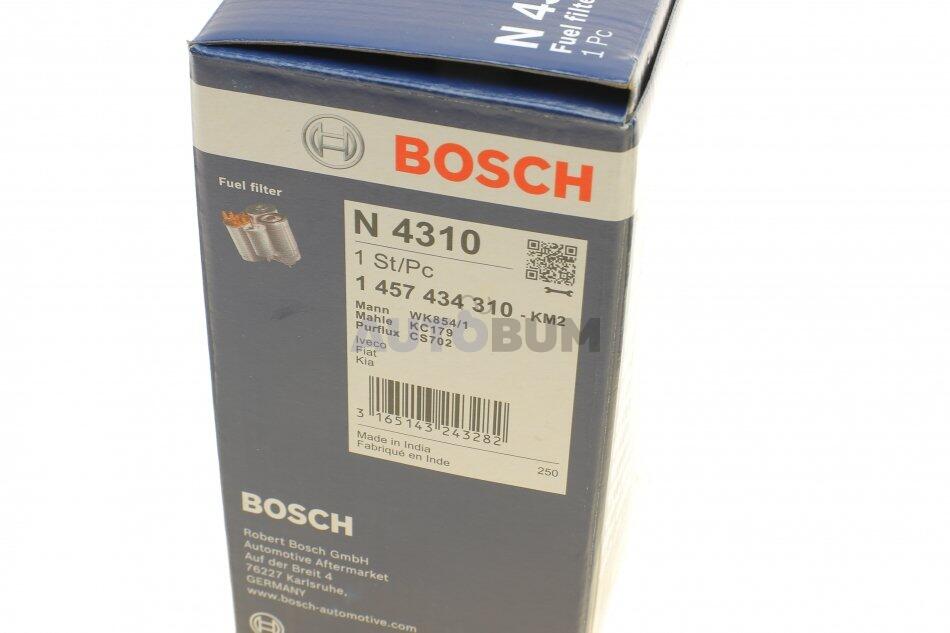 N 43
Fuel filte
1 Pc
BOSCH
Fuel filter
N 4310
1 St/Pc
1 457 434 310 - KM2
Mann WK854/1
Mahle KC179
Purflux CS702
Iveco
Fiat
Kia
AUTOBUM
3 165143 243282
Made in India
Fabriqué en Inde
250
BOSCH
Robert Bosch GmbH
Automotive Aftermarket
Auf der Breit 4
76227 Karlsruhe,
GERMANY
www.bosch-automotive.com